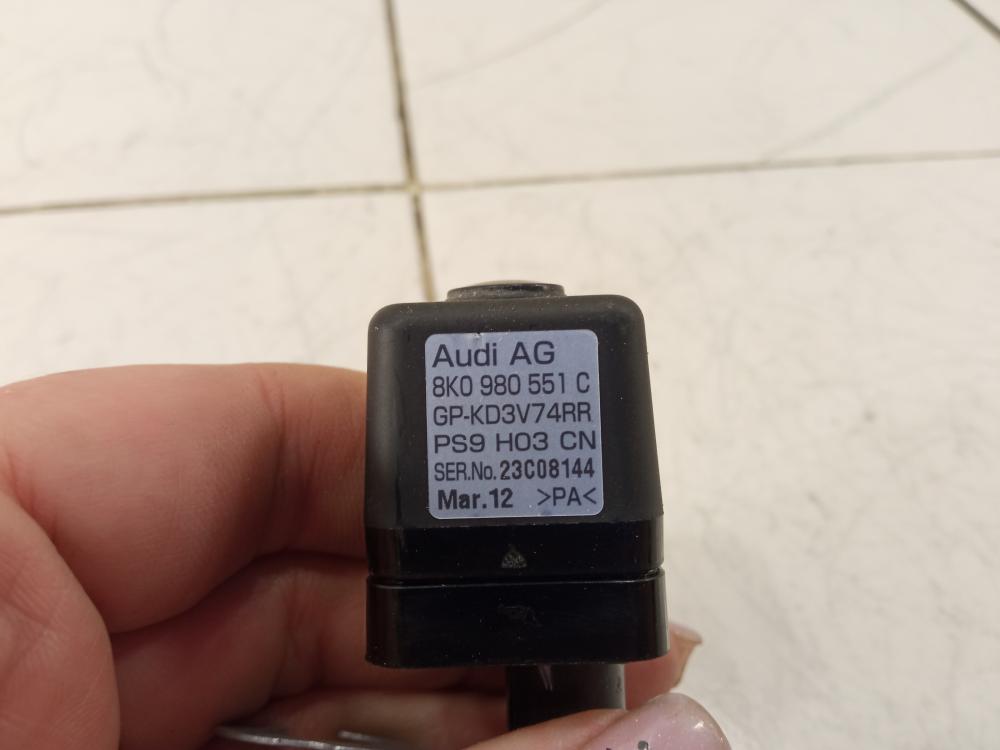 Audi AG
8K0 980 551 C
GP-KD3V74RR
PS9 H03 CN
SER.No. 23C08144
Mar.12 >PA<